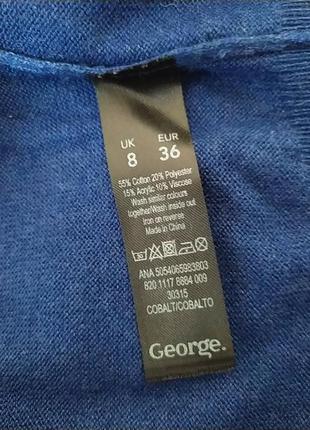 UK EUR
8 36
55% Cotton 20% Polyester
15% Acrylic 10% Viscose
Wash similar colours
together/Wash inside out
Iron on reverse
Made in China
ANA 5054065983803
820 1117 8884 009
30315
COBALT/COBALTO
George.